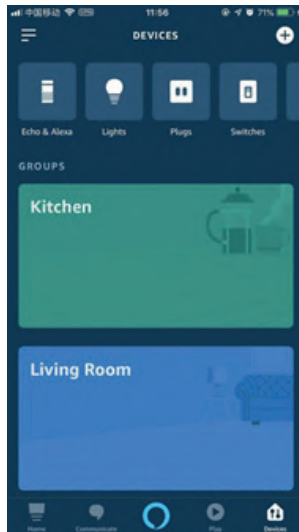 中国移动 11:56 71%
DEVICES
Echo & Alexa Lights Plugs Switches
GROUPS
Kitchen
Living Room
Home Communicate Play Devices